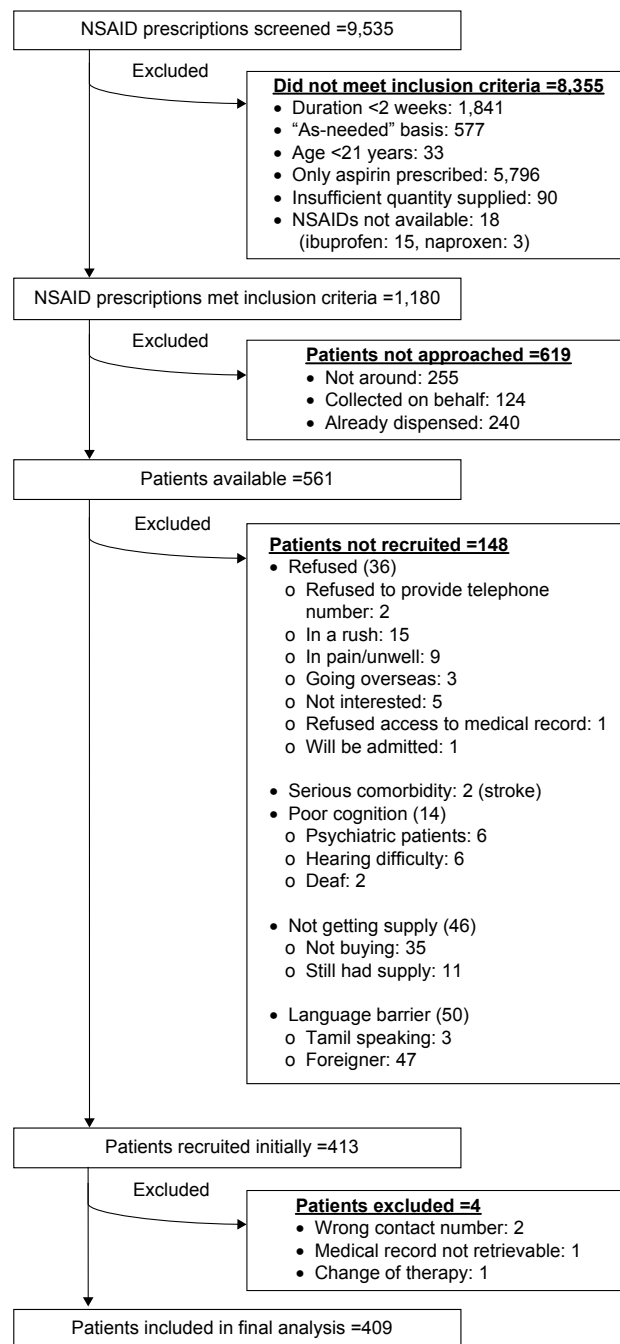 NSAID prescriptions screened =9,535
Excluded
Did not meet inclusion criteria =8,355
• Duration <2 weeks: 1,841
• “As-needed” basis: 577
• Age <21 years: 33
• Only aspirin prescribed: 5,796
• Insufficient quantity supplied: 90
• NSAIDs not available: 18
(ibuprofen: 15, naproxen: 3)
NSAID prescriptions met inclusion criteria =1,180
Excluded
Patients not approached =619
• Not around: 255
• Collected on behalf: 124
• Already dispensed: 240
Patients available =561
Excluded
Patients not recruited =148
• Refused (36)
o Refused to provide telephone
number: 2
o In a rush: 15
o In pain/unwell: 9
o Going overseas: 3
o Not interested: 5
o Refused access to medical record: 1
o Will be admitted: 1
• Serious comorbidity: 2 (stroke)
• Poor cognition (14)
o Psychiatric patients: 6
o Hearing difficulty: 6
o Deaf: 2
• Not getting supply (46)
o Not buying: 35
o Still had supply: 11
• Language barrier (50)
o Tamil speaking: 3
o Foreigner: 47
Patients recruited initially =413
Excluded
Patients excluded =4
• Wrong contact number: 2
• Medical record not retrievable: 1
• Change of therapy: 1
Patients included in final analysis =409